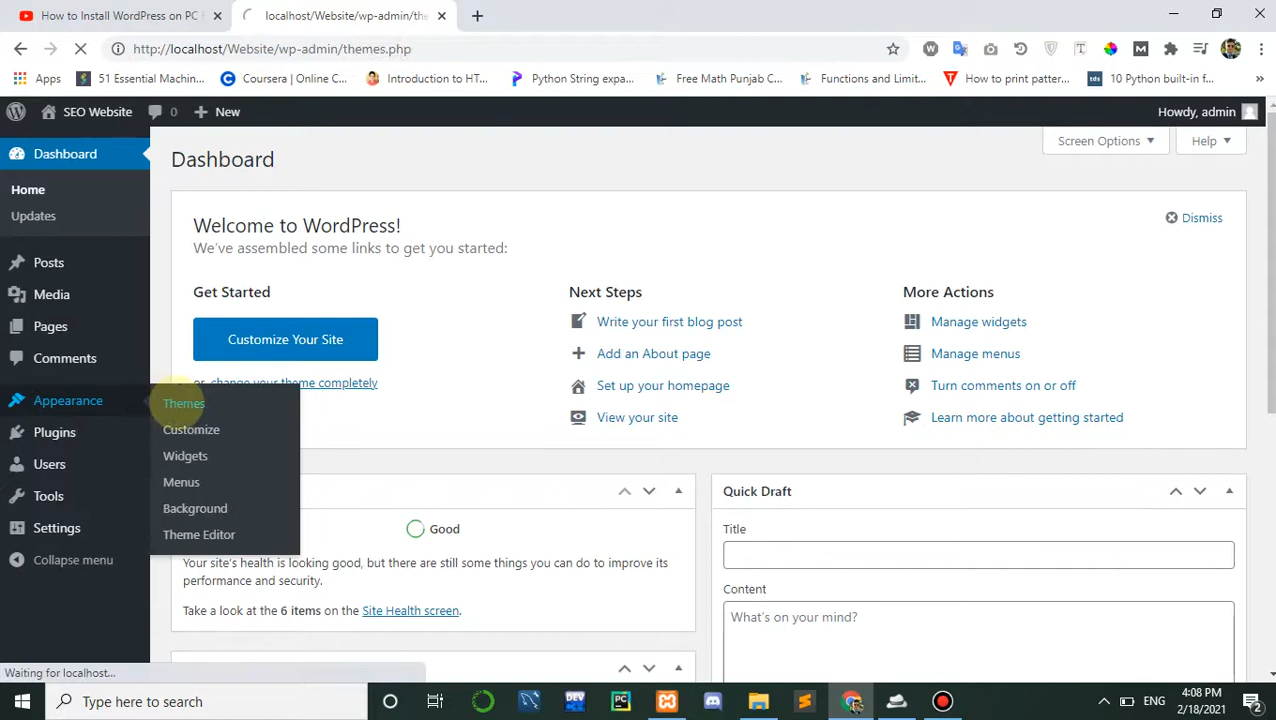 How to Install WordPress on PC
localhost/Website/wp-admin/the
http://localhost/Website/wp-admin/themes.php
Apps
51 Essential Machin...
Coursera | Online C...
Introduction to HT...
Python String expa...
Free Math Punjab C...
Functions and Limit...
How to print patter...
10 Python built-in f...
SEO Website
0
New
Howdy, admin
Dashboard
Home
Updates
Posts
Media
Pages
Comments
Appearance
Plugins
Users
Tools
Settings
Collapse menu
Themes
Customize
Widgets
Menus
Background
Theme Editor
Dashboard
Screen Options
Help
Welcome to WordPress!
We've assembled some links to get you started:
Dismiss
Get Started
Customize Your Site
or, change your theme completely
Next Steps
Write your first blog post
Add an About page
Set up your homepage
View your site
More Actions
Manage widgets
Manage menus
Turn comments on or off
Learn more about getting started
Good
Your site's health is looking good, but there are still some things you can do to improve its
performance and security.
Take a look at the 6 items on the Site Health screen.
Quick Draft
Title
Content
What's on your mind?
Waiting for localhost...
Type here to search
ENG
4:08 PM
2/18/2021
2